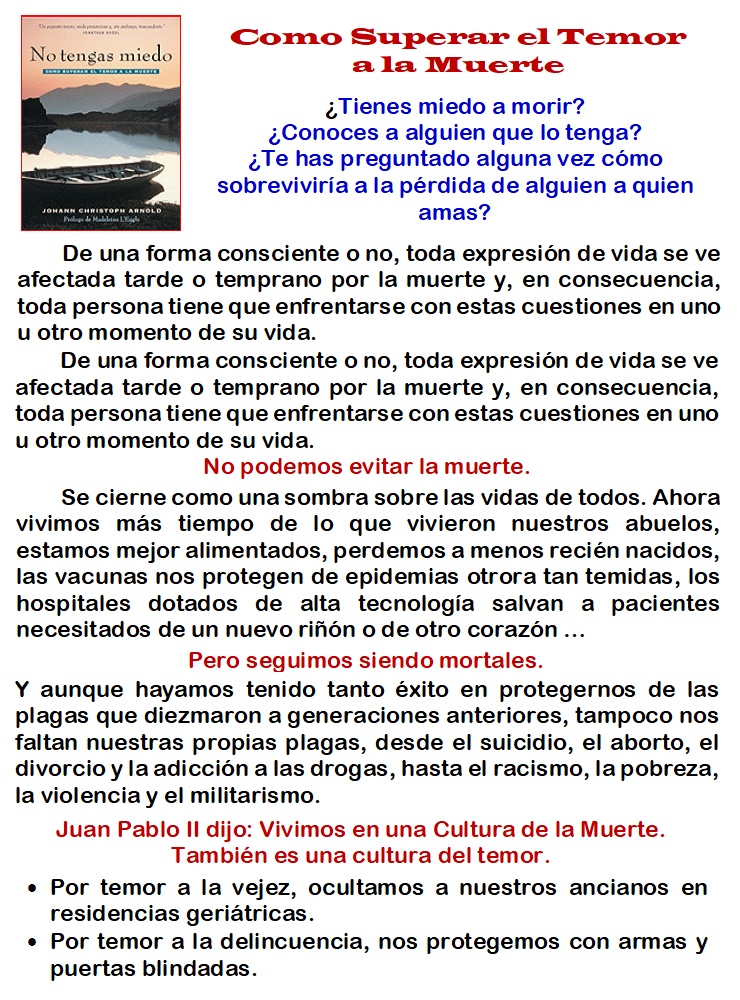 "Un pequeño tesoro, nada pretencioso y, sin embargo, trascendente."
JONATHAN KOZOL
No tengas miedo
COMO SUPERAR EL TEMOR A LA MUERTE
JOHANN CHRISTOPH ARNOLD
Prólogo de Madeleine L'Engle
Como Superar el Temor
a la Muerte
¿Tienes miedo a morir?
¿Conoces a alguien que lo tenga?
¿Te has preguntado alguna vez cómo
sobreviviría a la pérdida de alguien a quien
amas?
De una forma consciente o no, toda expresión de vida se ve
afectada tarde o temprano por la muerte y, en consecuencia,
toda persona tiene que enfrentarse con estas cuestiones en uno
u otro momento de su vida.
De una forma consciente o no, toda expresión de vida se ve
afectada tarde o temprano por la muerte y, en consecuencia,
toda persona tiene que enfrentarse con estas cuestiones en uno
u otro momento de su vida.
No podemos evitar la muerte.
Se cierne como una sombra sobre las vidas de todos. Ahora
vivimos más tiempo de lo que vivieron nuestros abuelos,
estamos mejor alimentados, perdemos a menos recién nacidos,
las vacunas nos protegen de epidemias otrora tan temidas, los
hospitales dotados de alta tecnología salvan a pacientes
necesitados de un nuevo riñón o de otro corazón ...
Pero seguimos siendo mortales.
Y aunque hayamos tenido tanto éxito en protegernos de las
plagas que diezmaron a generaciones anteriores, tampoco nos
faltan nuestras propias plagas, desde el suicidio, el aborto, el
divorcio y la adicción a las drogas, hasta el racismo, la pobreza,
la violencia y el militarismo.
Juan Pablo II dijo: Vivimos en una Cultura de la Muerte.
También es una cultura del temor.
• Por temor a la vejez, ocultamos a nuestros ancianos en
residencias geriátricas.
• Por temor a la delincuencia, nos protegemos con armas y
puertas blindadas.